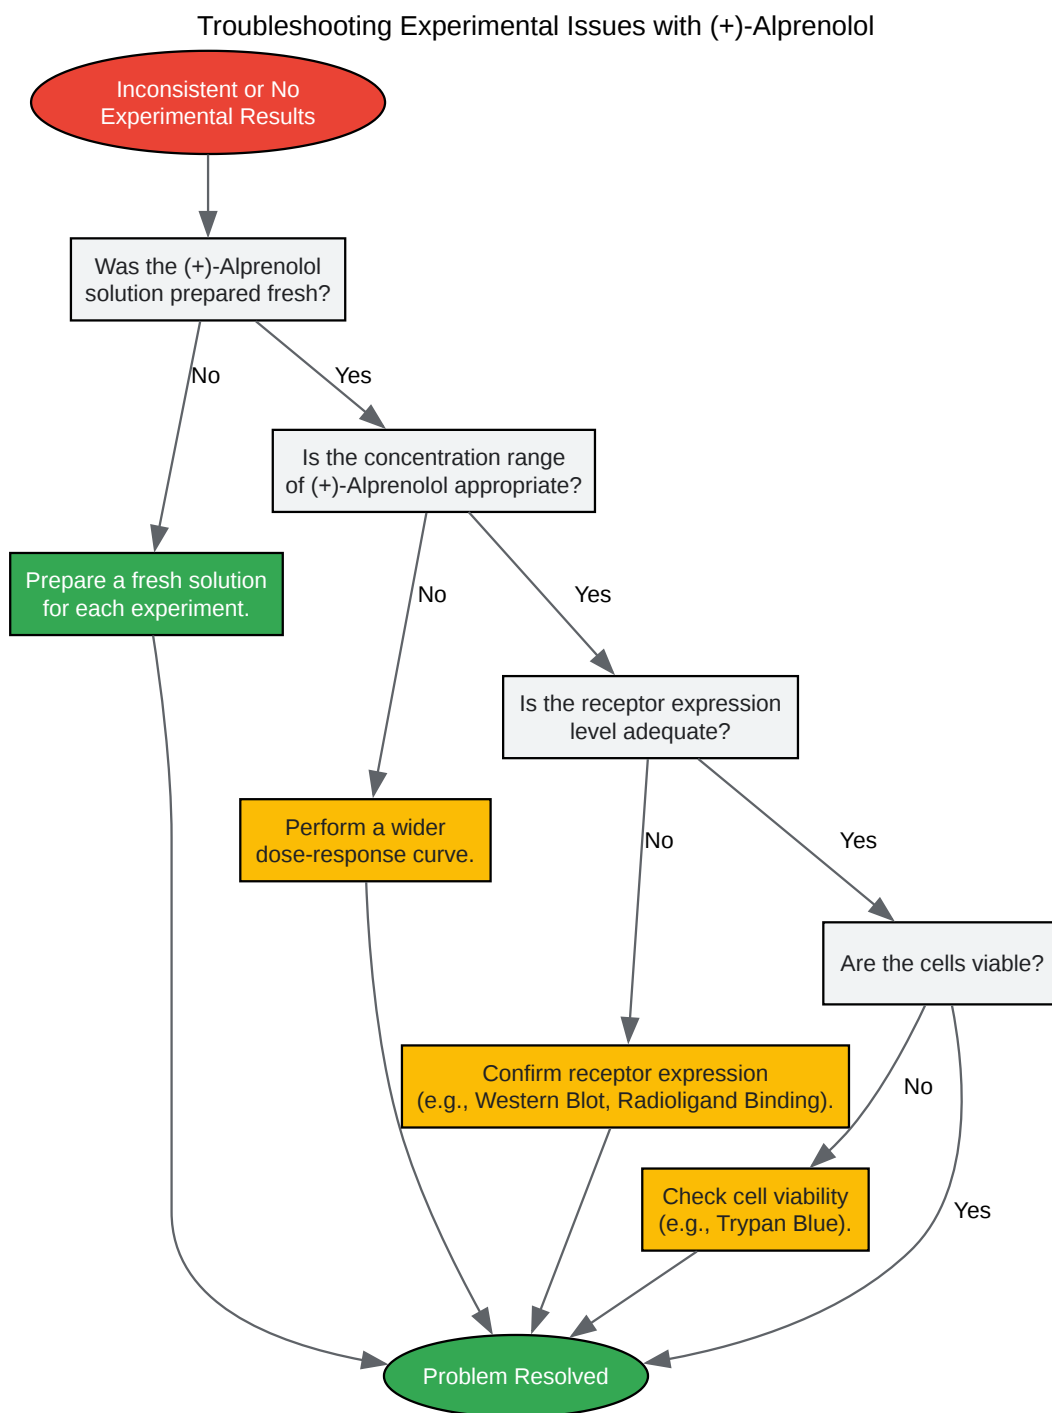 Troubleshooting Experimental Issues with (+)-Alprenolol
Inconsistent or No
Experimental Results
Was the (+)-Alprenolol
solution prepared fresh?
No
Yes
Is the concentration range
of (+)-Alprenolol appropriate?
Prepare a fresh solution
for each experiment.
No
Yes
Is the receptor expression
level adequate?
Perform a wider
dose-response curve.
No
Yes
Are the cells viable?
Confirm receptor expression
(e.g., Western Blot, Radioligand Binding).
No
Check cell viability
(e.g., Trypan Blue).
Yes
Problem Resolved